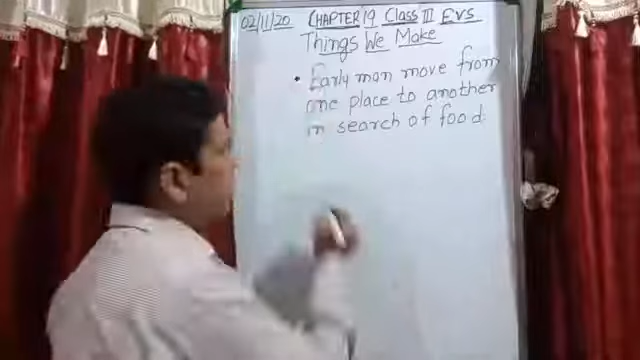 02/11/20 CHAPTER 19 Class III EVS
Things We Make
• Early man move from
one place to another
in search of food